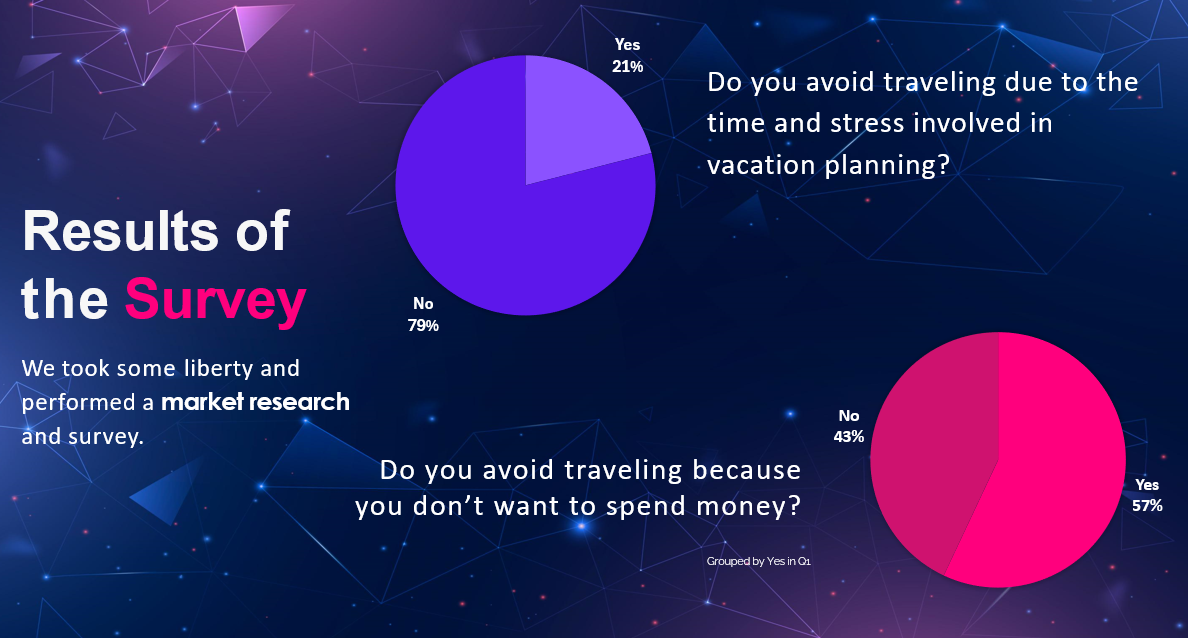 Results of
the Survey
We took some liberty and
performed a market research
and survey.
Yes
21%
No
79%
Do you avoid traveling due to the
time and stress involved in
vacation planning?
Do you avoid traveling because
you don’t want to spend money?
Grouped by Yes in Q1
No
43%
Yes
57%